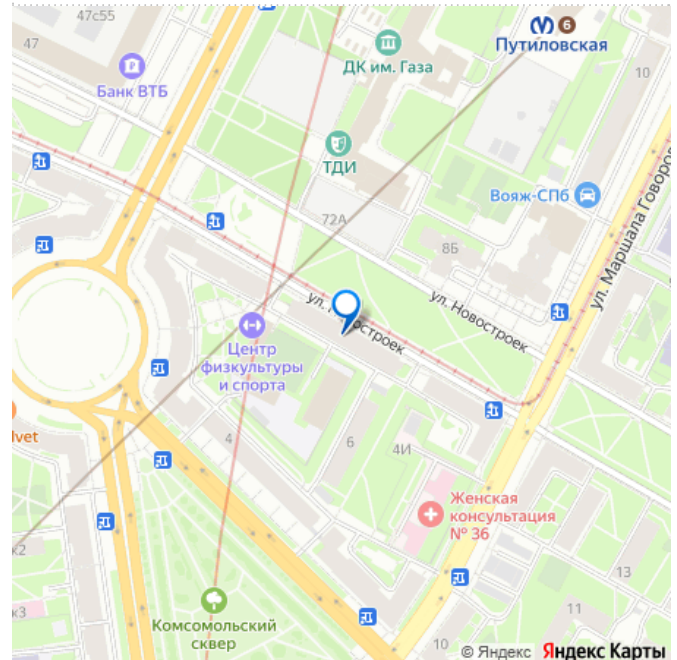 47с55
47
Банк ВТБ
ДК им. Газа
6
Путиловская
10
ТДИ
Вояж-СПб
72А
8Б
ул. Маршала Говорова
ул. Новостроек
ул. Новостроек
Центр
физкультуры
и спорта
lvet
4
6
4И
Женская
консультация
№ 36
к2
13
к3
Комсомольский
сквер
11
10
© Яндекс Яндекс Карты